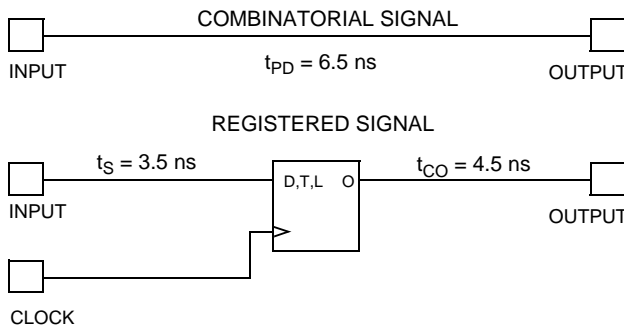 COMBINATORIAL SIGNAL
INPUT
tPD = 6.5 ns
OUTPUT
REGISTERED SIGNAL
tS = 3.5 ns
D,T,L O
tCO = 4.5 ns
INPUT
OUTPUT
CLOCK